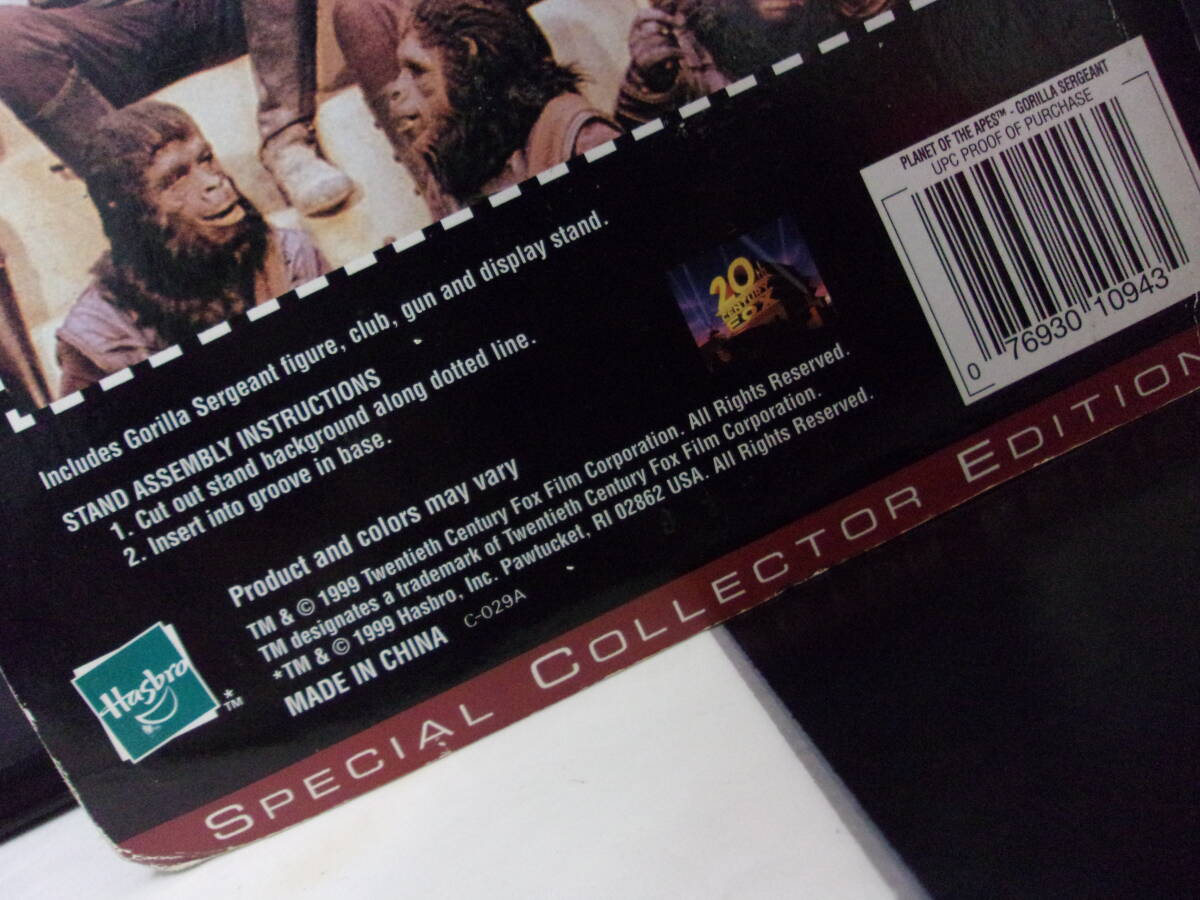 PLANET OF THE APES™ - GORILLA SERGEANT
UPC PROOF OF PURCHASE
0 76930 10943
Includes Gorilla Sergeant figure, club, gun and display stand.
STAND ASSEMBLY INSTRUCTIONS
1. Cut out stand background along dotted line.
2. Insert into groove in base.
20th
CENTURY
FOX
Product and colors may vary
TM & © 1999 Twentieth Century Fox Film Corporation. All Rights Reserved.
TM designates a trademark of Twentieth Century Fox Film Corporation.
*TM & © 1999 Hasbro, Inc. Pawtucket, RI 02862 USA. All Rights Reserved.
MADE IN CHINA C-029A
Hasbro
*TM
SPECIAL COLLECTOR EDITION